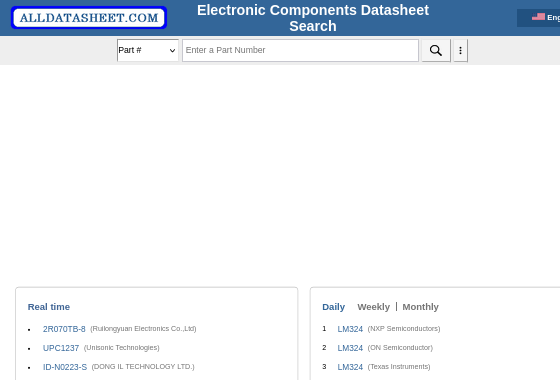 ALLDATASHEET.COM
Electronic Components Datasheet
Search
Eng
Part #
Enter a Part Number
Real time
2R070TB-8 (Ruilongyuan Electronics Co.,Ltd)
UPC1237 (Unisonic Technologies)
ID-N0223-S (DONG IL TECHNOLOGY LTD.)
Daily Weekly | Monthly
1 LM324 (NXP Semiconductors)
2 LM324 (ON Semiconductor)
3 LM324 (Texas Instruments)